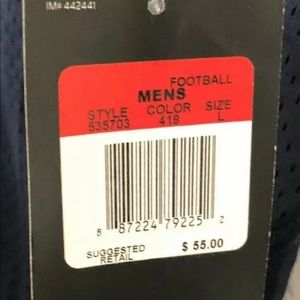 IM# 442441
FOOTBALL
MENS
STYLE COLOR SIZE
535703 419 L
8 87224 79225 2
SUGGESTED
RETAIL $ 55.00